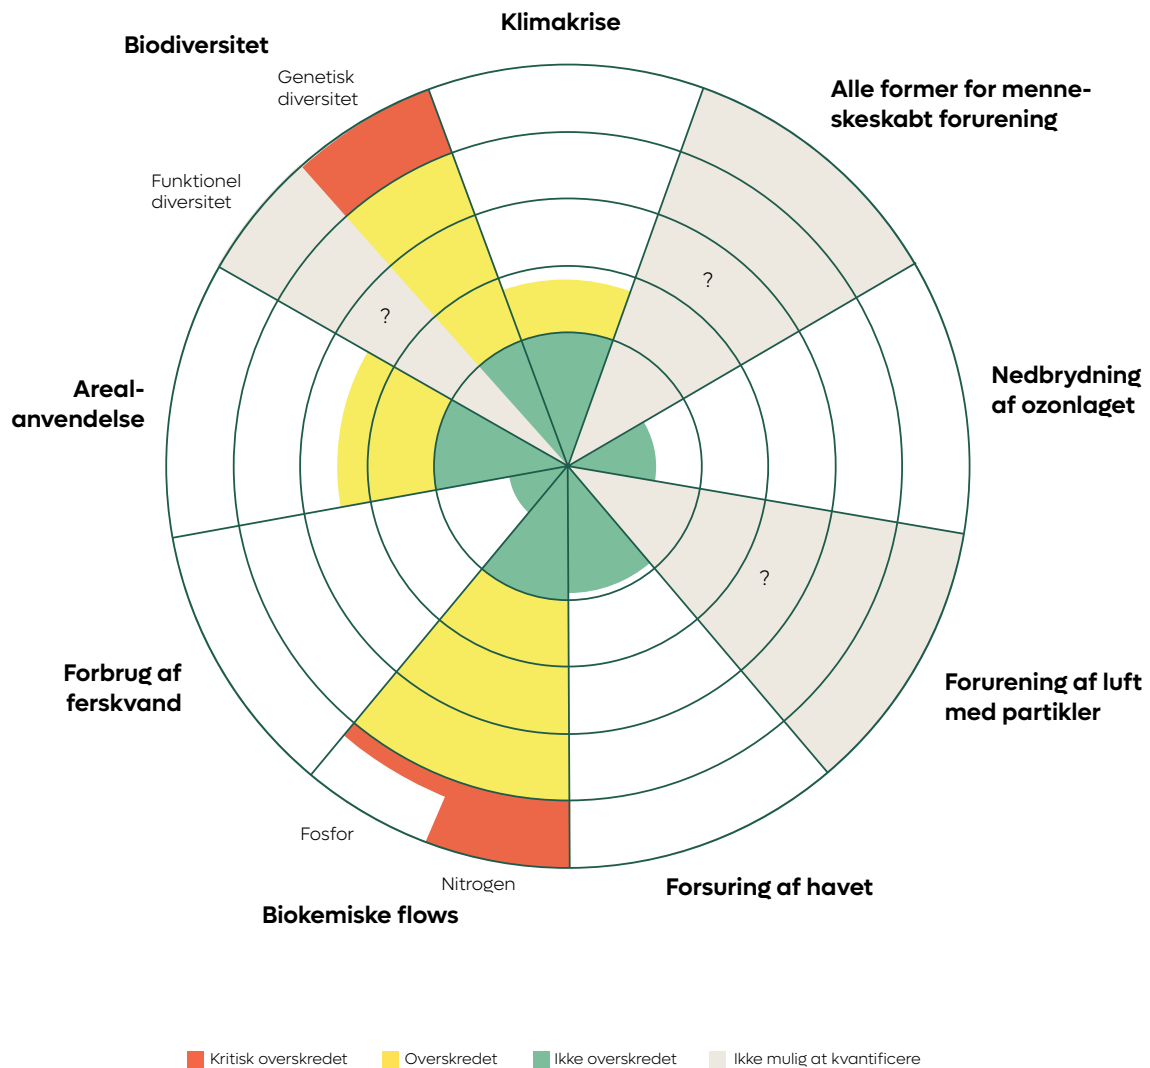 Klimakrise
Biodiversitet
Genetisk
diversitet
Funktionel
diversitet
Alle former for menne-
skeskabt forurening
?
?
Nedbrydning
af ozonlaget
Areal-
anvendelse
?
Forbrug af
ferskvand
Forurening af luft
med partikler
Fosfor
Nitrogen
Biokemiske flows
Forsuring af havet
Kritisk overskredet
Overskredet
Ikke overskredet
Ikke mulig at kvantificere